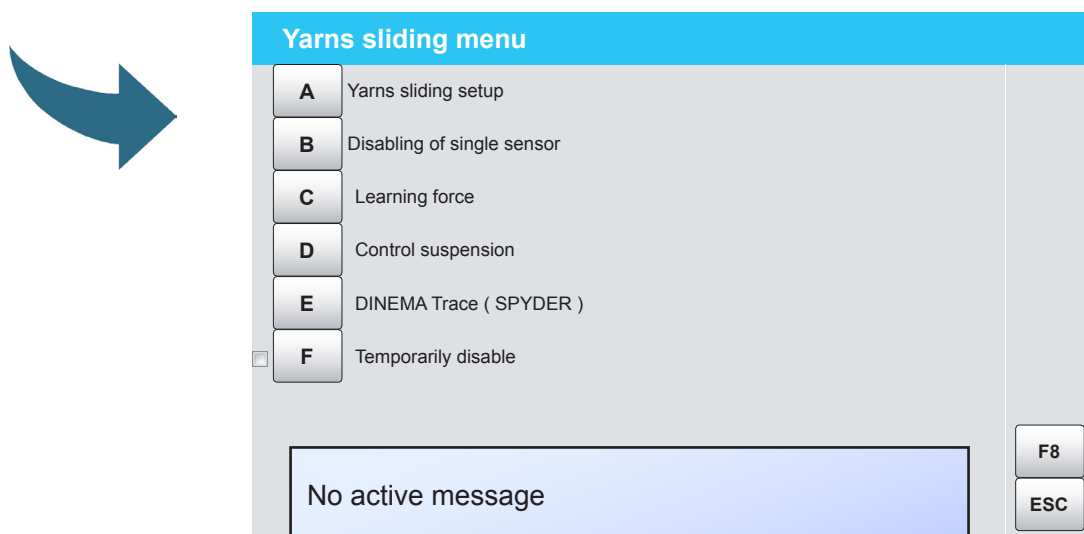 Yarns sliding menu
A Yarns sliding setup
B Disabling of single sensor
C Learning force
D Control suspension
E DINEMA Trace ( SPYDER )
F Temporarily disable
F8
No active message
ESC